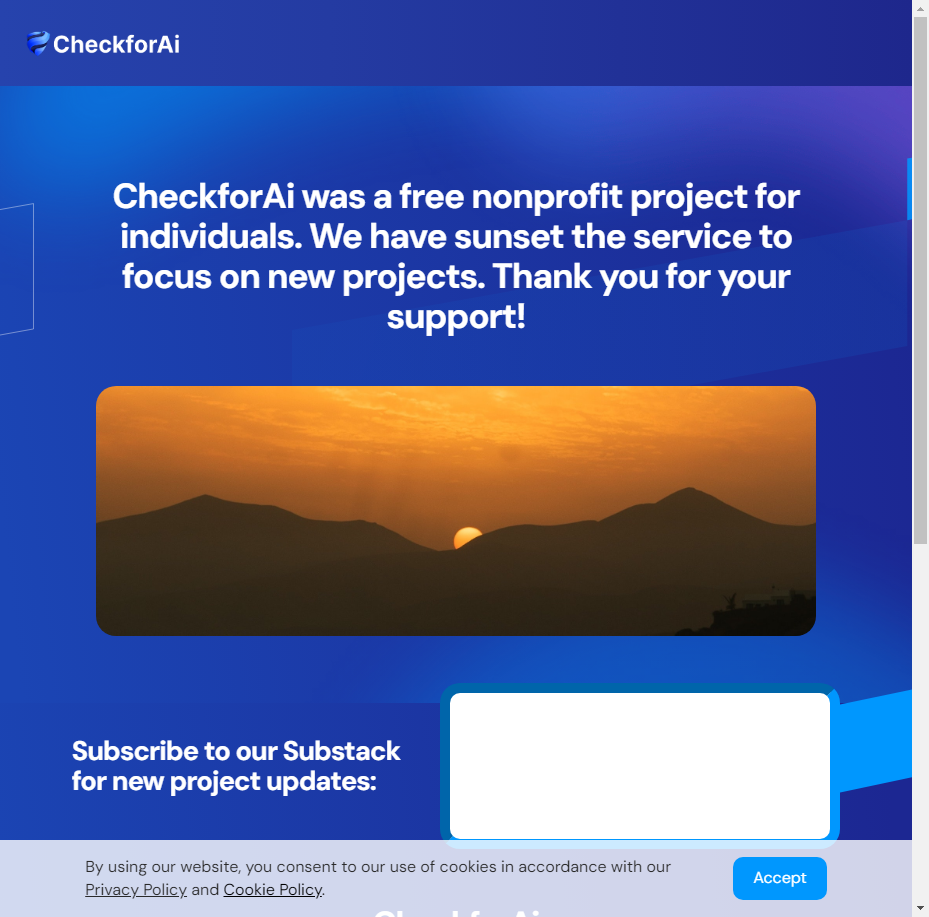 CheckforAi
CheckforAi was a free nonprofit project for
individuals. We have sunset the service to
focus on new projects. Thank you for your
support!
Subscribe to our Substack
for new project updates:
By using our website, you consent to our use of cookies in accordance with our
Privacy Policy and Cookie Policy.
Accept
CheckforAi